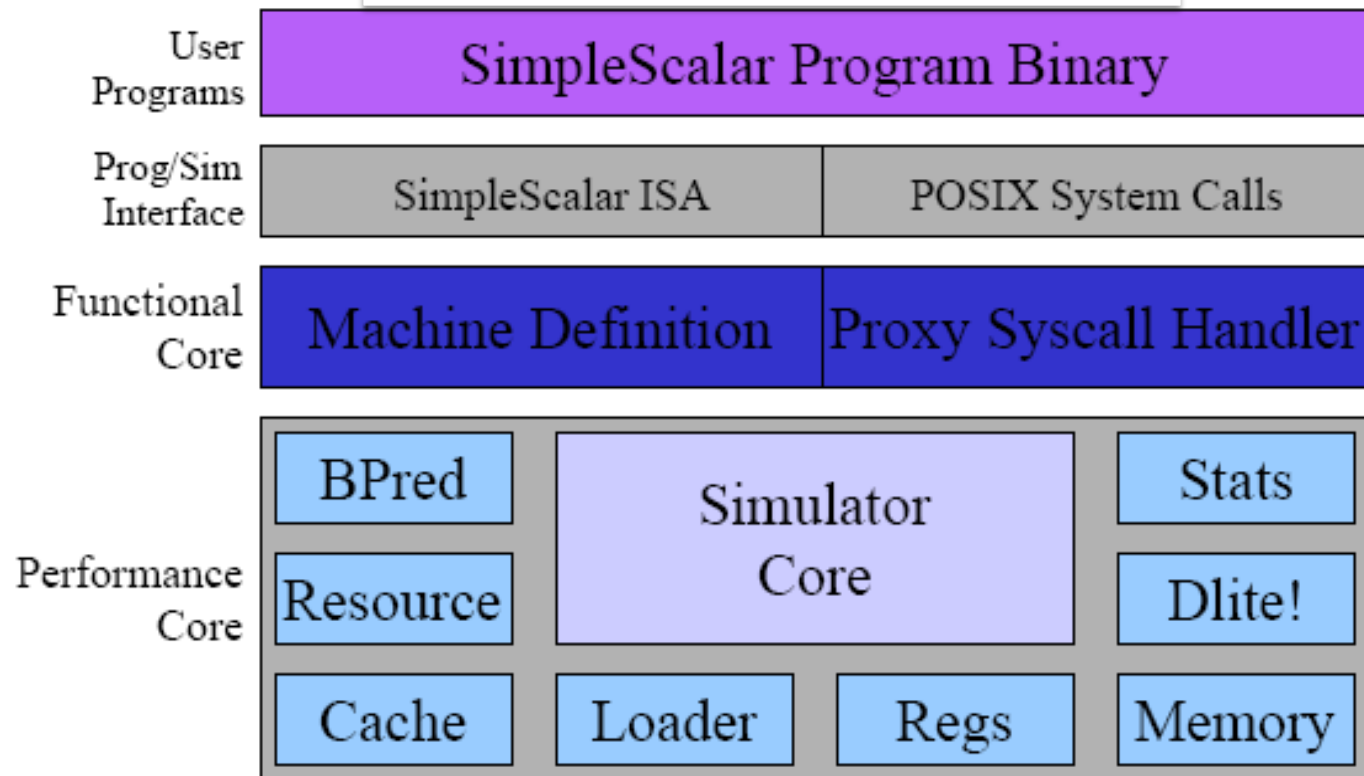 User
Programs
SimpleScalar Program Binary
Prog/Sim
Interface
SimpleScalar ISA
POSIX System Calls
Functional
Core
Machine Definition
Proxy Syscall Handler
Performance
Core
BPred
Simulator
Core
Stats
Resource
Dlite!
Cache
Loader
Regs
Memory